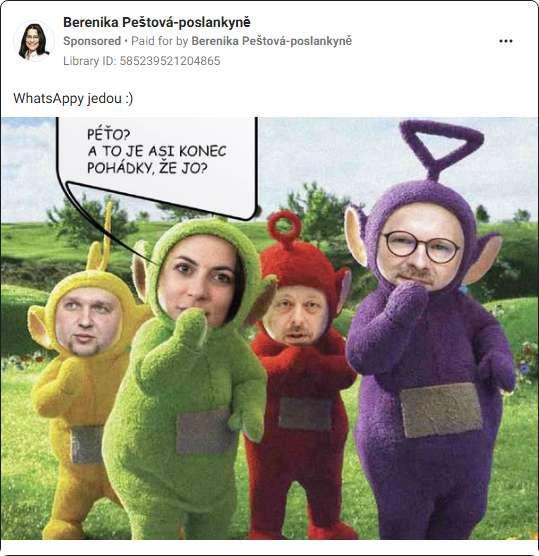 Berenika Peštová-poslankyně
Sponsored • Paid for by Berenika Peštová-poslankyně
Library ID: 585239521204865
WhatsAppy jedou :)
PÉŤO?
A TO JE ASI KONEC
POHÁDKY, ŽE JO?